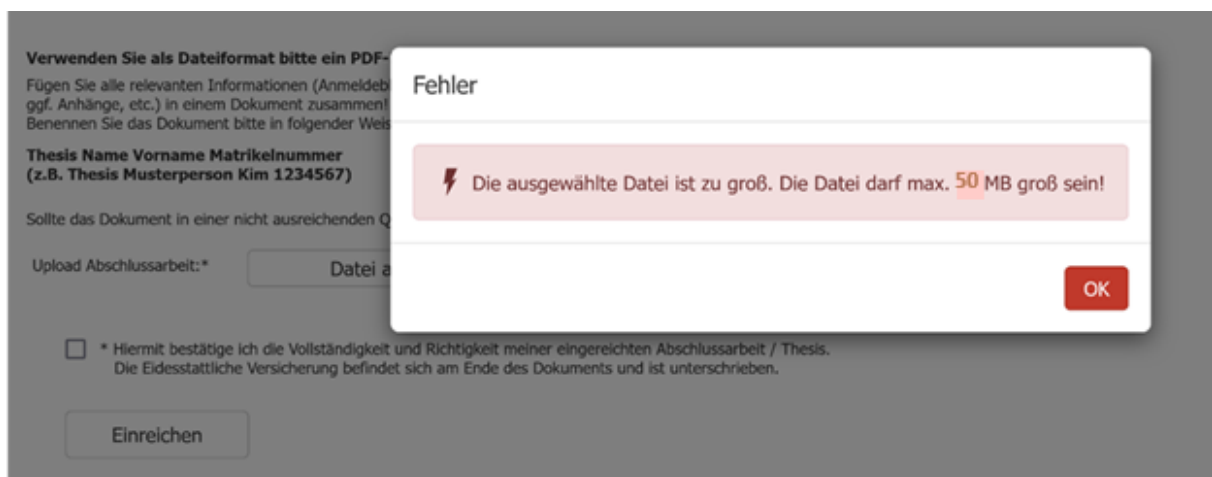 Verwenden Sie als Dateiformat bitte ein PDF-
Fügen Sie alle relevanten Informationen (Anmeldebi
ggf. Anhänge, etc.) in einem Dokument zusammen!
Benennen Sie das Dokument bitte in folgender Weis
Thesis Name Vorname Matrikelnummer
(z.B. Thesis Musterperson Kim 1234567)
Sollte das Dokument in einer nicht ausreichenden Q
Upload Abschlussarbeit:*
Datei a
Fehler
Die ausgewählte Datei ist zu groß. Die Datei darf max. 50 MB groß sein!
OK
* Hiermit bestätige ich die Vollständigkeit und Richtigkeit meiner eingereichten Abschlussarbeit / Thesis.
Die Eidesstattliche Versicherung befindet sich am Ende des Dokuments und ist unterschrieben.
Einreichen